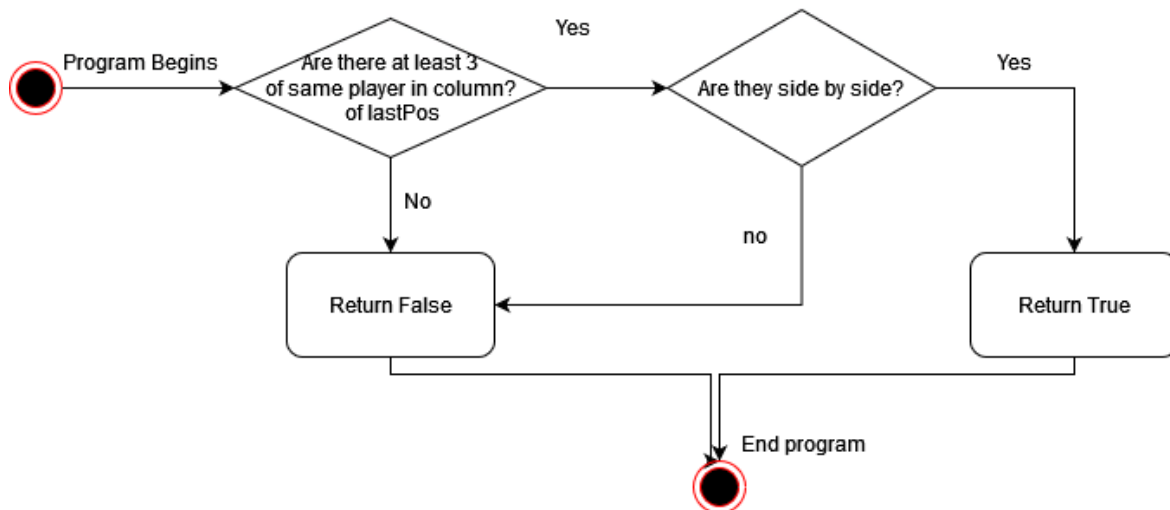 Program Begins
Are there at least 3
of same player in column?
of lastPos
Yes
Are they side by side?
Yes
No
no
Return False
Return True
End program